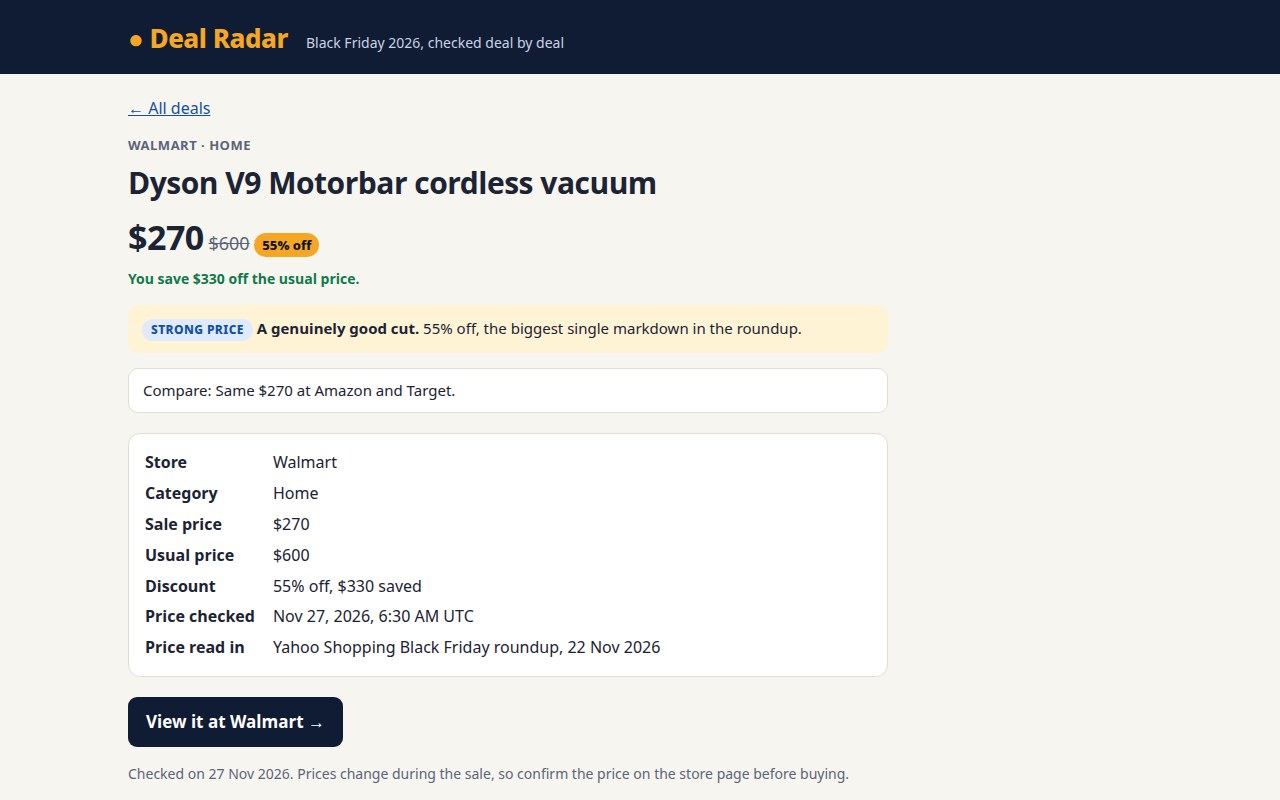 ● Deal Radar Black Friday 2026, checked deal by deal
← All deals
WALMART · HOME
Dyson V9 Motorbar cordless vacuum
$270 $600 55% off
You save $330 off the usual price.
STRONG PRICE A genuinely good cut. 55% off, the biggest single markdown in the roundup.
Compare: Same $270 at Amazon and Target.
Store Walmart
Category Home
Sale price $270
Usual price $600
Discount 55% off, $330 saved
Price checked Nov 27, 2026, 6:30 AM UTC
Price read in Yahoo Shopping Black Friday roundup, 22 Nov 2026
View it at Walmart →
Checked on 27 Nov 2026. Prices change during the sale, so confirm the price on the store page before buying.